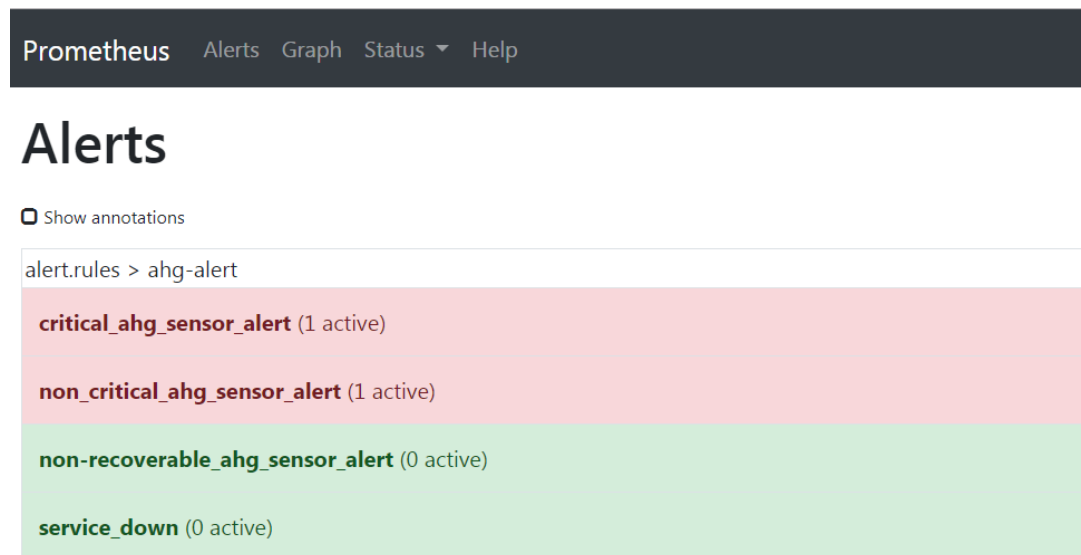 Prometheus Alerts Graph Status Help
Alerts
Show annotations
alert.rules > ahg-alert
critical_ahg_sensor_alert (1 active)
non_critical_ahg_sensor_alert (1 active)
non-recoverable_ahg_sensor_alert (0 active)
service_down (0 active)